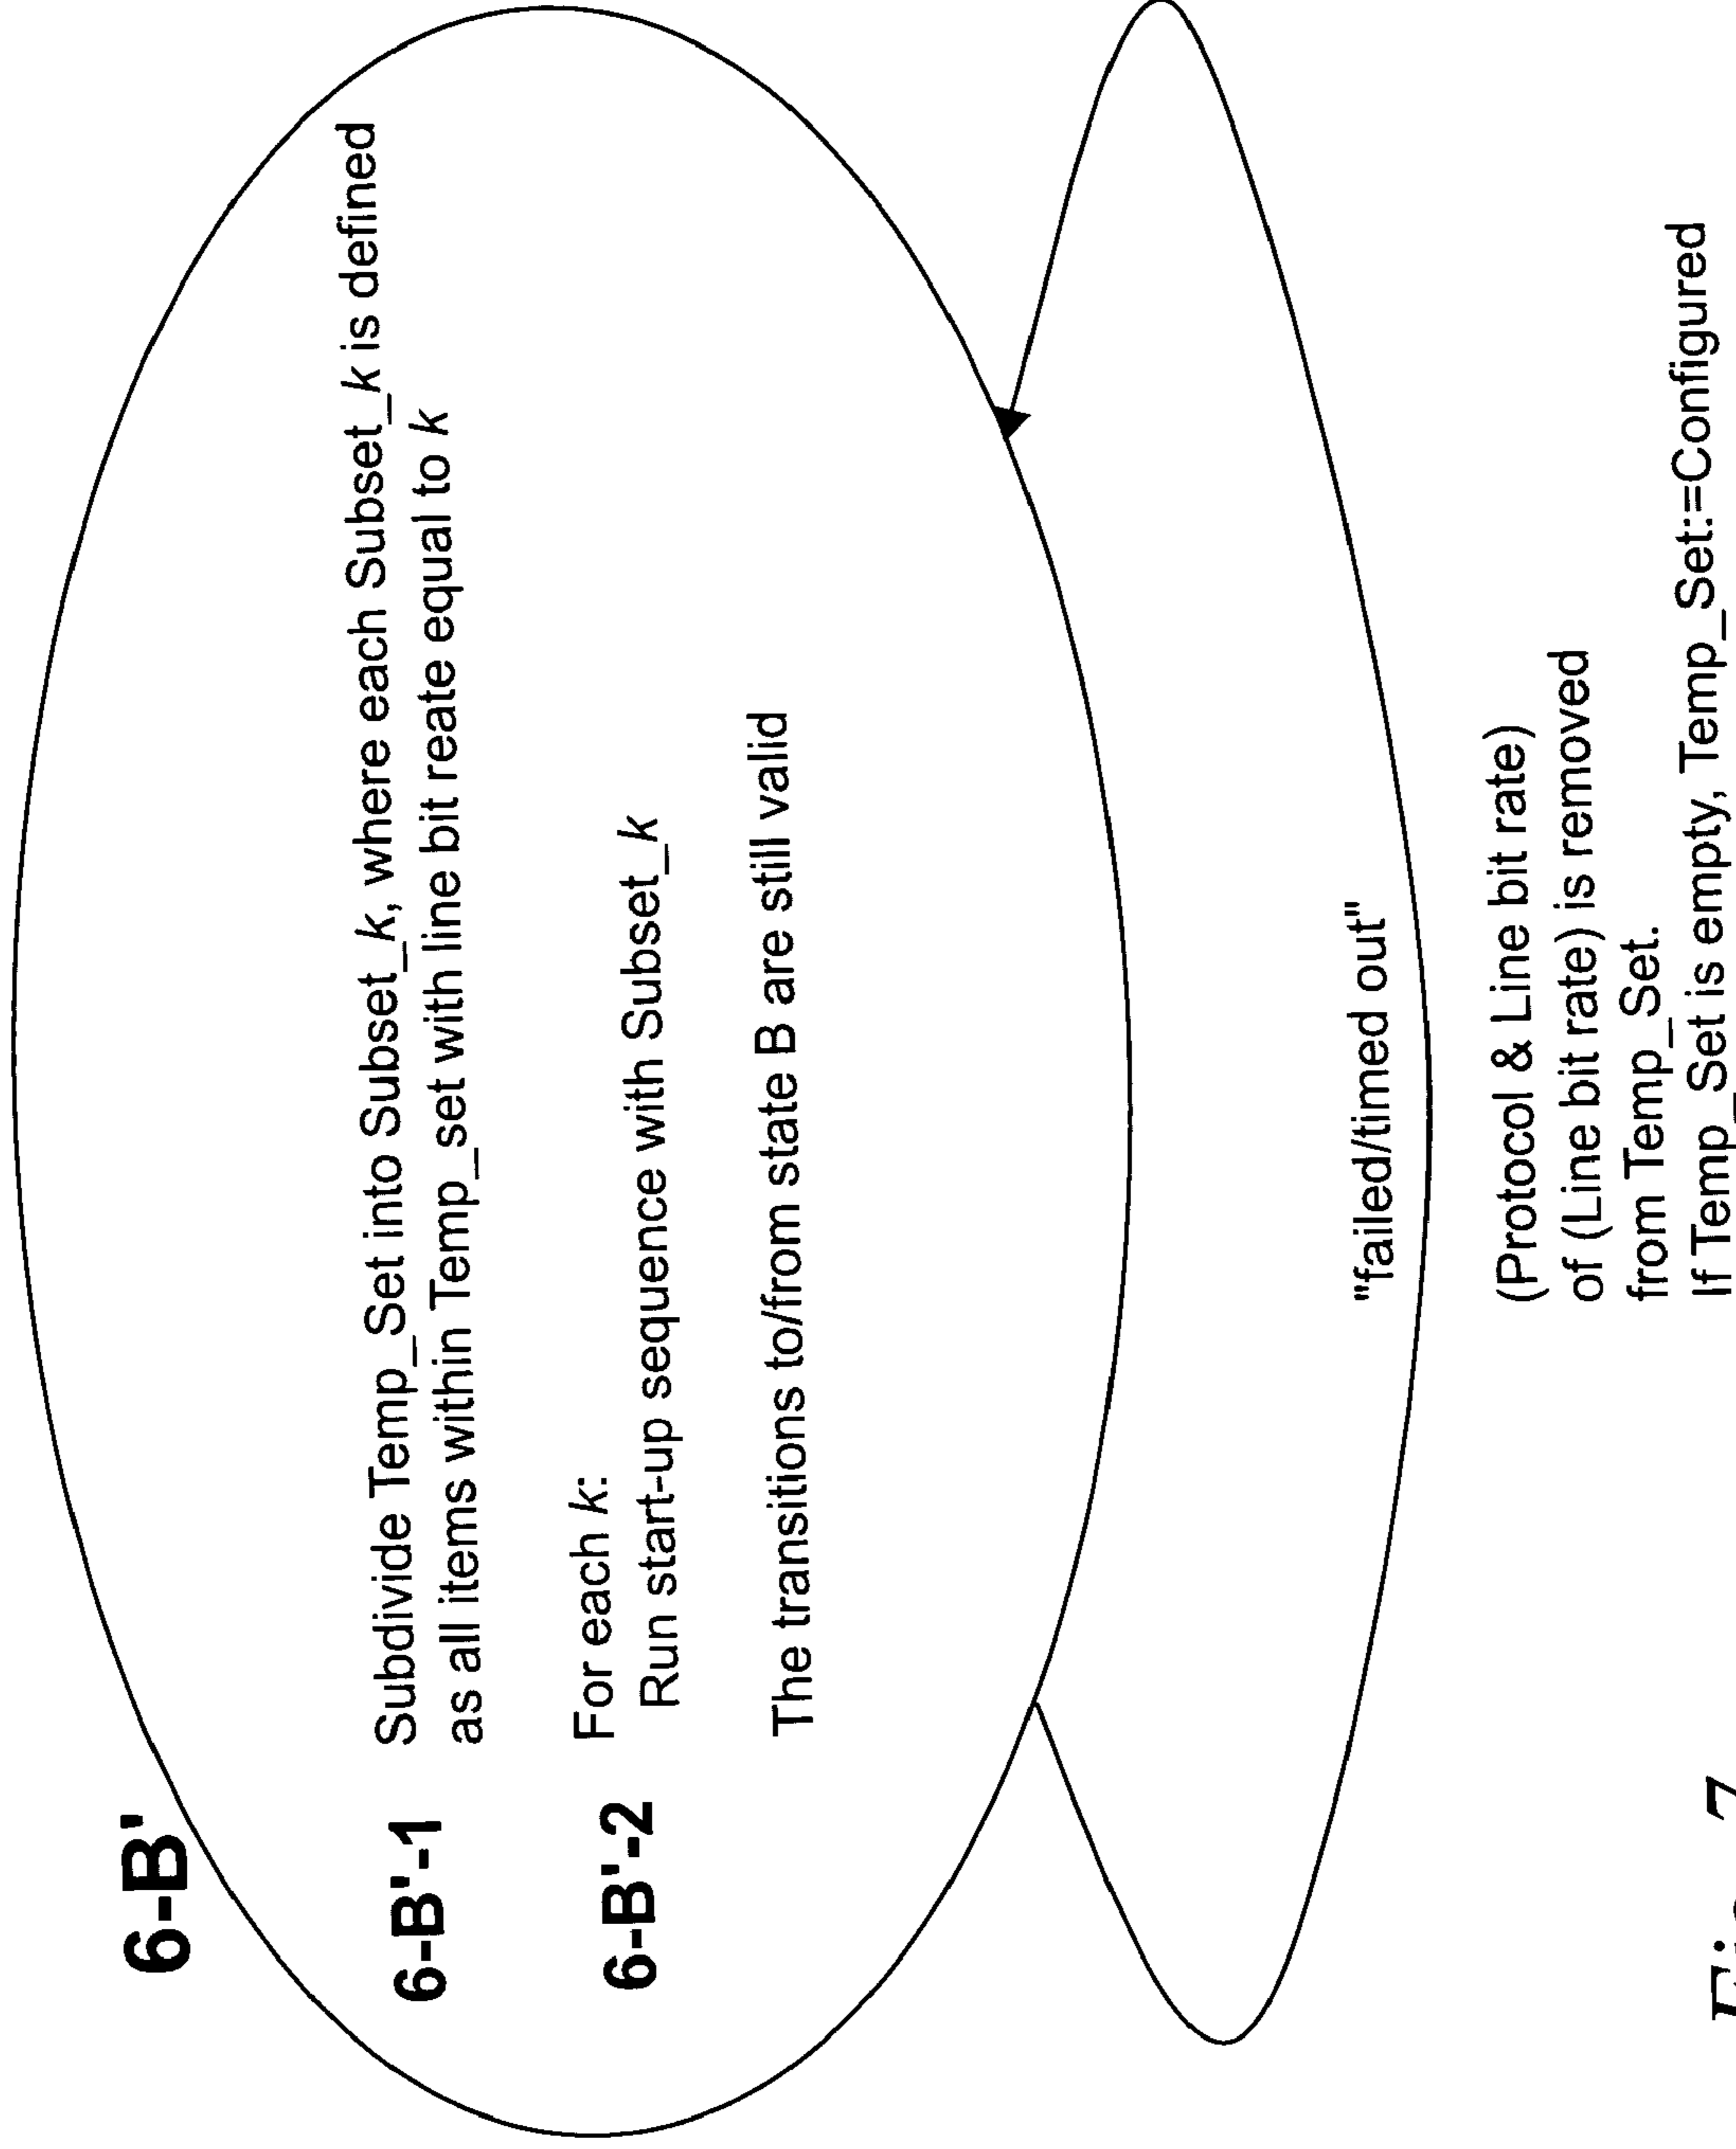 6-B'
6-B'-1 Subdivide Temp_Set into Subset_k, where each Subset_k is defined
as all items within Temp_set with line bit reate equal to k
6-B'-2 For each k:
Run start-up sequence with Subset_k
The transitions to/from state B are still valid
"failed/timed out"
(Protocol & Line bit rate)
of (Line bit rate) is removed
from Temp_Set.
If Temp_Set is empty, Temp_Set:=Configured